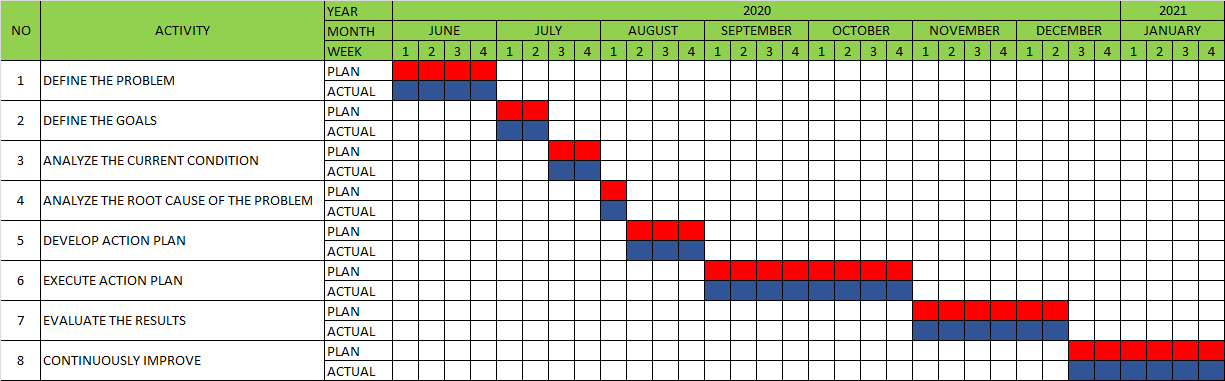 NO ACTIVITY YEAR 2020 2021
MONTH JUNE JULY AUGUST SEPTEMBER OCTOBER NOVEMBER DECEMBER JANUARY
WEEK 1 2 3 4 1 2 3 4 1 2 3 4 1 2 3 4 1 2 3 4 1 2 3 4 1 2 3 4 1 2 3 4
1 DEFINE THE PROBLEM PLAN
ACTUAL
2 DEFINE THE GOALS PLAN
ACTUAL
3 ANALYZE THE CURRENT CONDITION PLAN
ACTUAL
4 ANALYZE THE ROOT CAUSE OF THE PROBLEM PLAN
ACTUAL
5 DEVELOP ACTION PLAN PLAN
ACTUAL
6 EXECUTE ACTION PLAN PLAN
ACTUAL
7 EVALUATE THE RESULTS PLAN
ACTUAL
8 CONTINUOUSLY IMPROVE PLAN
ACTUAL